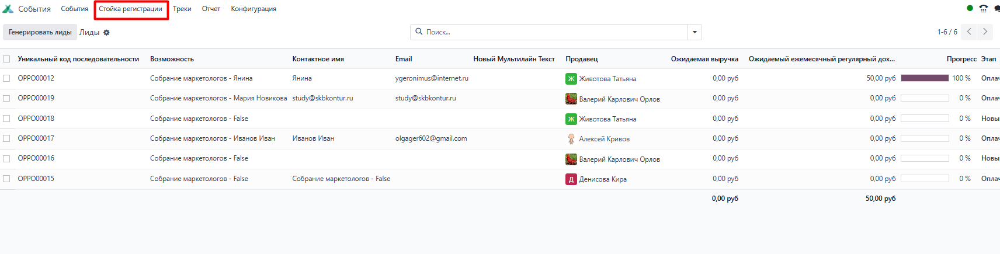 События События Стойка регистрации Треки Отчет Конфигурация
Генерировать лиды Лиды Поиск... 1-6 / 6
Уникальный код последовательности Возможность Контактное имя Email Новый Мультилайн Текст Продавец Ожидаемая выручка Ожидаемый ежемесячный регулярный дох... Прогресс Этап
OPPO00012 Собрание маркетологов - Янина Янина ygeronimus@internet.ru Ж Животова Татьяна 0,00 руб 50,00 руб 100 % Оплач
OPPO00019 Собрание маркетологов - Мария Новикова study@skbkontur.ru study@skbkontur.ru Валерий Карлович Орлов 0,00 руб 0,00 руб 0 % Оплач
OPPO00018 Собрание маркетологов - False Ж Животова Татьяна 0,00 руб 0,00 руб 0 % Новы
OPPO00017 Собрание маркетологов - Иванов Иван Иванов Иван olgager602@gmail.com Алексей Кривов 0,00 руб 0,00 руб 0 % Оплач
OPPO00016 Собрание маркетологов - False Валерий Карлович Орлов 0,00 руб 0,00 руб 0 % Новы
OPPO00015 Собрание маркетологов - False Собрание маркетологов - False Д Денисова Кира 0,00 руб 0,00 руб 0 % Оплач
0,00 руб 50,00 руб